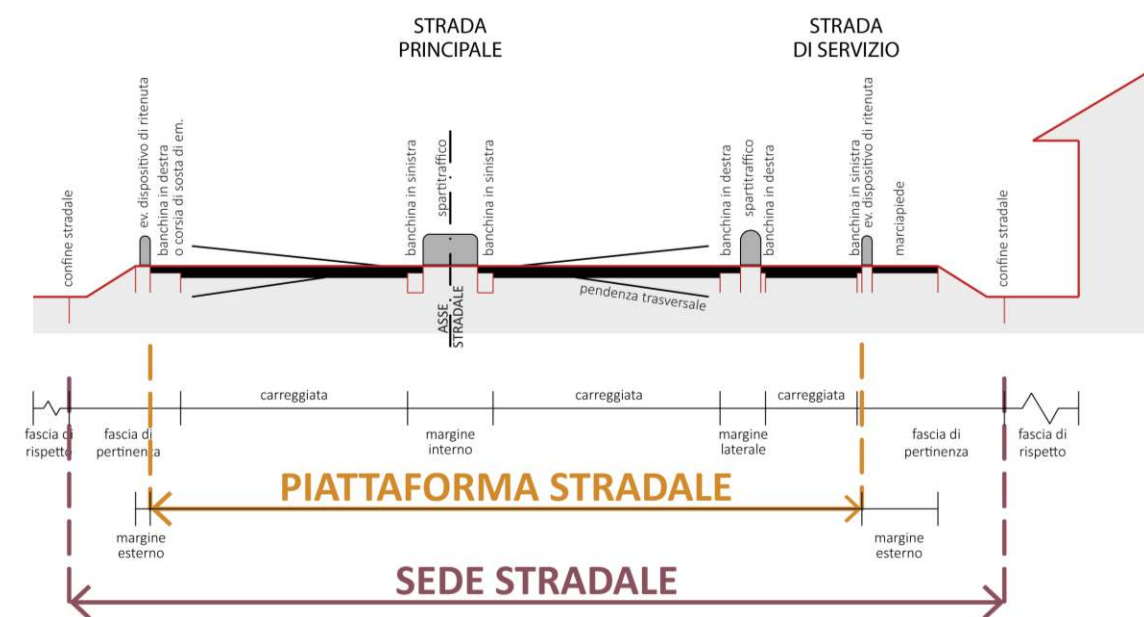 STRADA
PRINCIPALE
STRADA
DI SERVIZIO
confine stradale
ev. dispositivo di ritenuta
banchina in destra
o corsia di sosta di em.
banchina in sinistra
spartitraffico
banchina in sinistra
banchina in destra
spartitraffico
banchina in destra
banchina in sinistra
ev. dispositivo di ritenuta
marciapiede
confine stradale
ASSE
STRADALE
pendenza trasversale
carreggiata
carreggiata
carreggiata
fascia di
rispetto
fascia di
pertinenza
margine
interno
margine
laterale
fascia di
pertinenza
fascia di
rispetto
PIATTAFORMA STRADALE
margine
esterno
margine
esterno
SEDE STRADALE